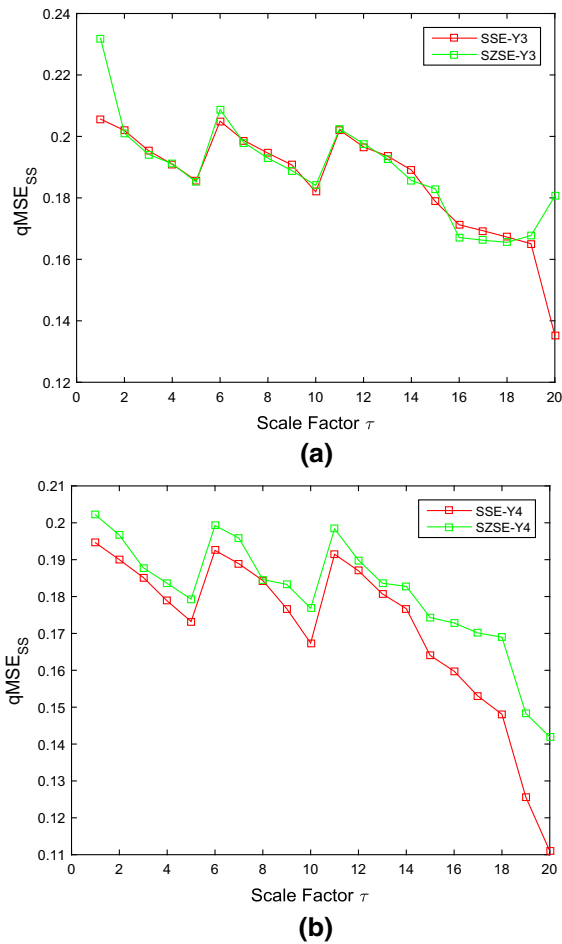 0.24
0.22
0.2
0.18
0.16
0.14
0.12
qMSE_SS
SSE-Y3
SZSE-Y3
0 2 4 6 8 10 12 14 16 18 20
Scale Factor τ
(a)
0.21
0.2
0.19
0.18
0.17
0.16
0.15
0.14
0.13
0.12
0.11
qMSE_SS
SSE-Y4
SZSE-Y4
0 2 4 6 8 10 12 14 16 18 20
Scale Factor τ
(b)